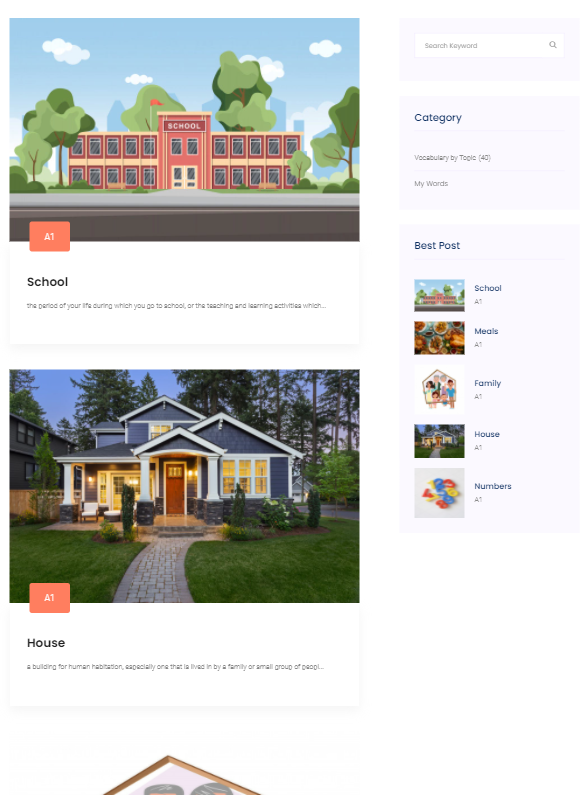 SCHOOL
A1
School
the period of your life during which you go to school, or the teaching and learning activities which...
A1
House
a building for human habitation, especially one that is lived in by a family or small group of peopl...
Search Keyword
Category
Vocabulary by Topic (40)
My Words
Best Post
School
A1
Meals
A1
Family
A1
House
A1
Numbers
A1